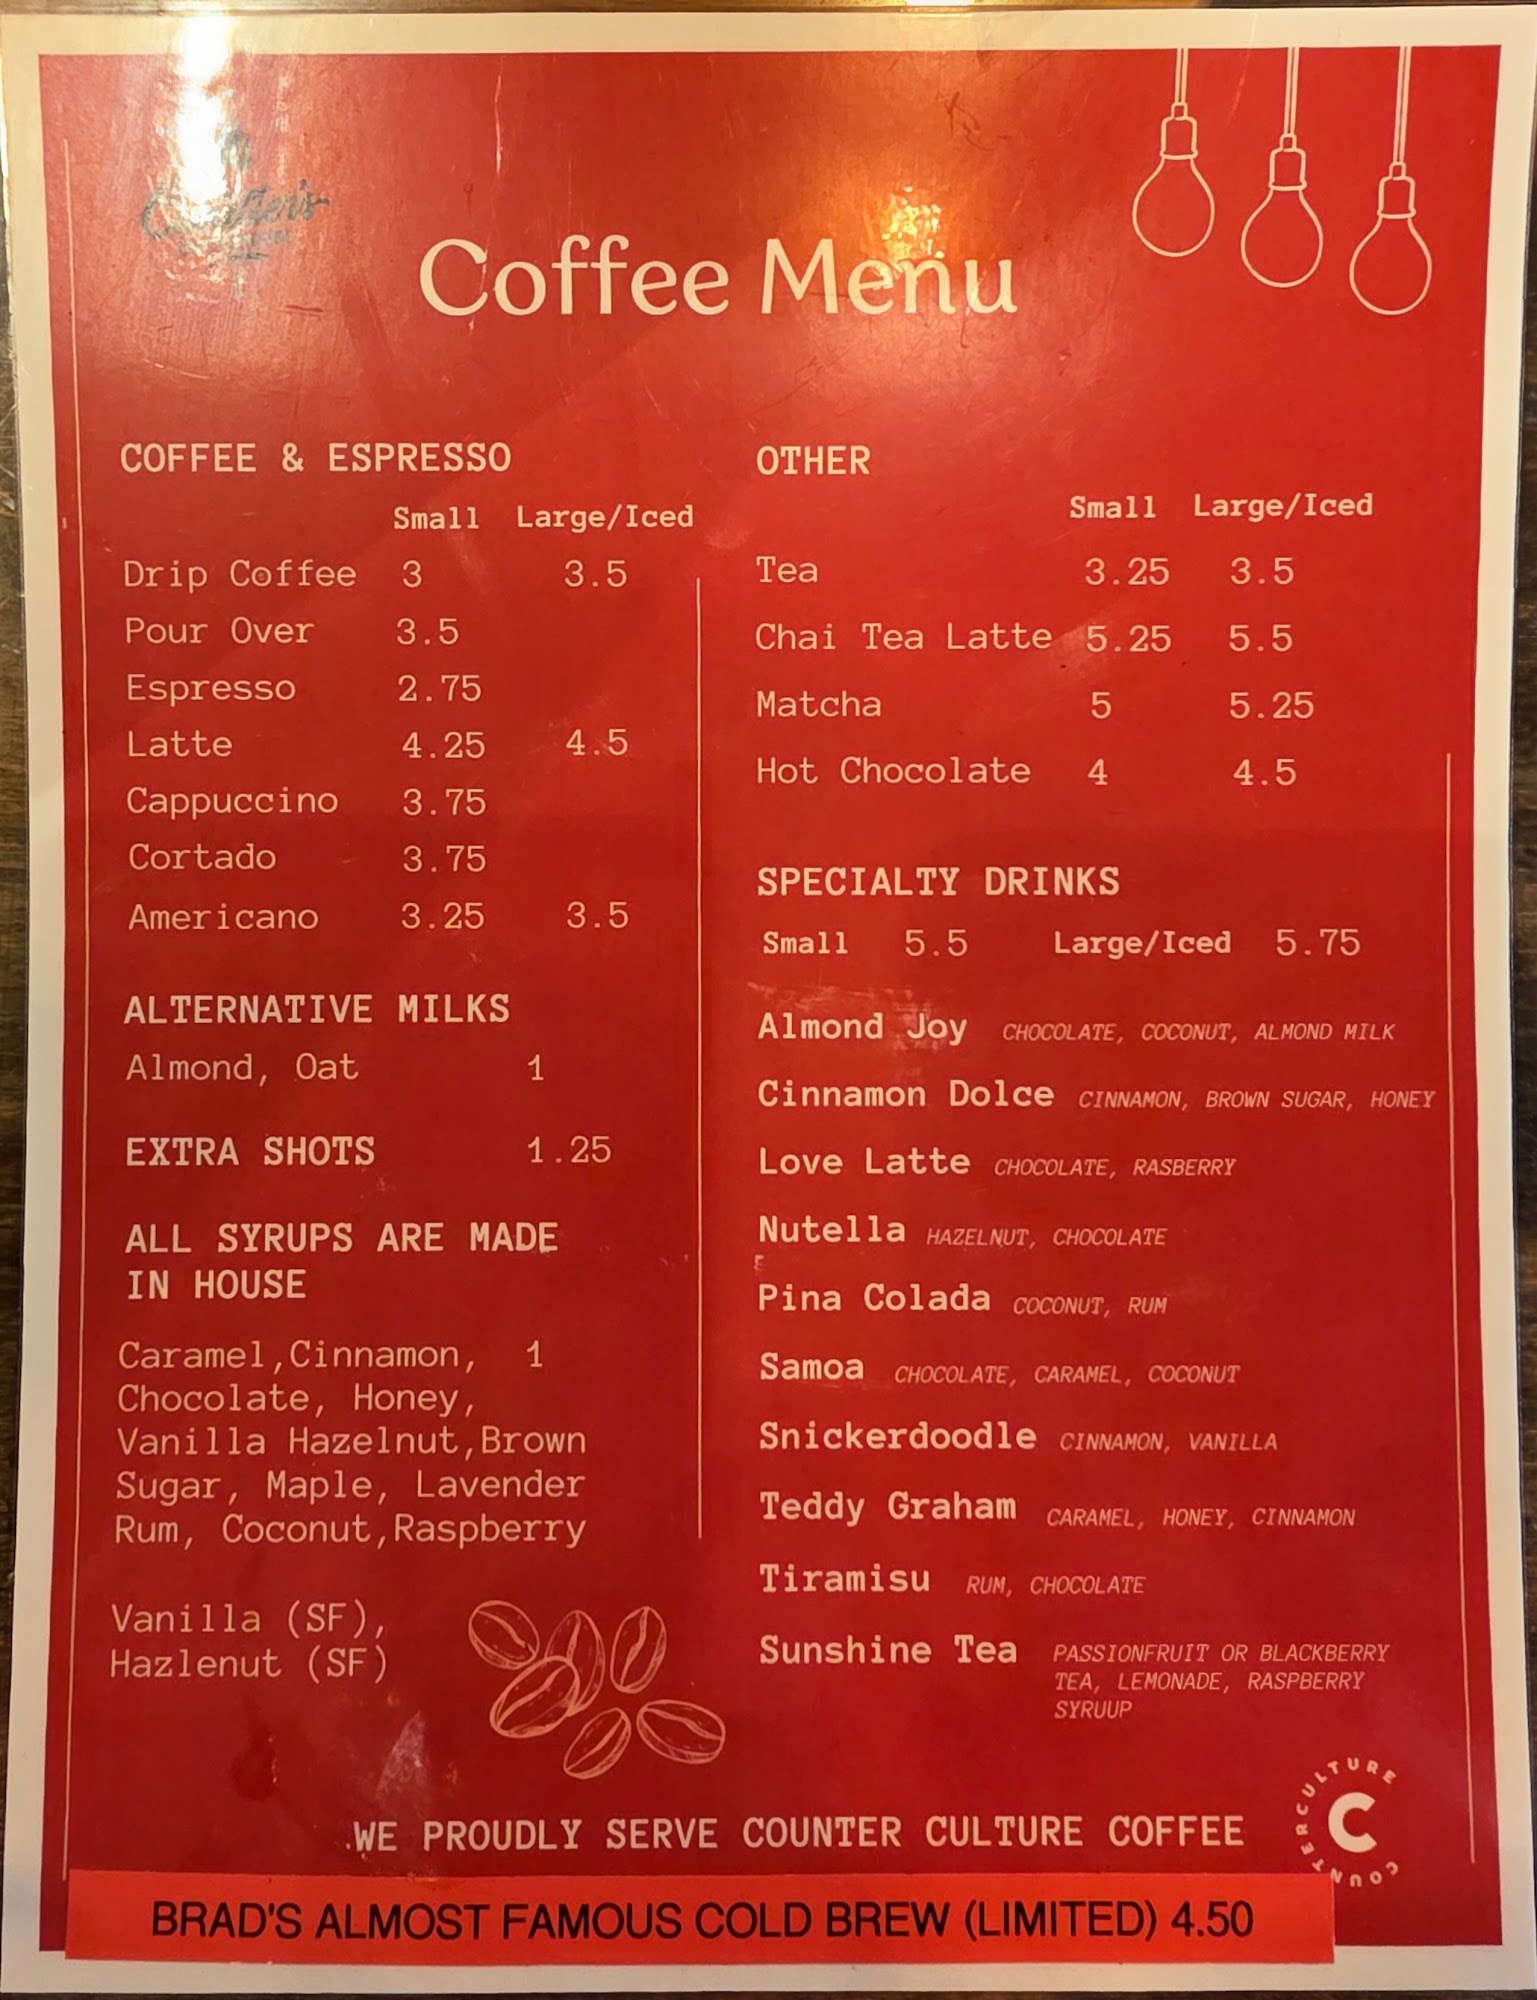 Coffee Menu
COFFEE & ESPRESSO
Small Large/Iced
Drip Coffee 3 3.5
Pour Over 3.5
Espresso 2.75
Latte 4.25 4.5
Cappuccino 3.75
Cortado 3.75
Americano 3.25 3.5
ALTERNATIVE MILKS
Almond, Oat 1
EXTRA SHOTS 1.25
ALL SYRUPS ARE MADE
IN HOUSE
Caramel,Cinnamon, 1
Chocolate, Honey,
Vanilla Hazelnut,Brown
Sugar, Maple, Lavender
Rum, Coconut,Raspberry
Vanilla (SF),
Hazlenut (SF)
OTHER
Small Large/Iced
Tea 3.25 3.5
Chai Tea Latte 5.25 5.5
Matcha 5 5.25
Hot Chocolate 4 4.5
SPECIALTY DRINKS
Small 5.5 Large/Iced 5.75
Almond Joy CHOCOLATE, COCONUT, ALMOND MILK
Cinnamon Dolce CINNAMON, BROWN SUGAR, HONEY
Love Latte CHOCOLATE, RASBERRY
Nutella HAZELNUT, CHOCOLATE
Pina Colada COCONUT, RUM
Samoa CHOCOLATE, CARAMEL, COCONUT
Snickerdoodle CINNAMON, VANILLA
Teddy Graham CARAMEL, HONEY, CINNAMON
Tiramisu RUM, CHOCOLATE
Sunshine Tea PASSIONFRUIT OR BLACKBERRY
TEA, LEMONADE, RASPBERRY
SYRUUP
WE PROUDLY SERVE COUNTER CULTURE COFFEE
COUNTERCULTURE
C
BRAD'S ALMOST FAMOUS COLD BREW (LIMITED) 4.50